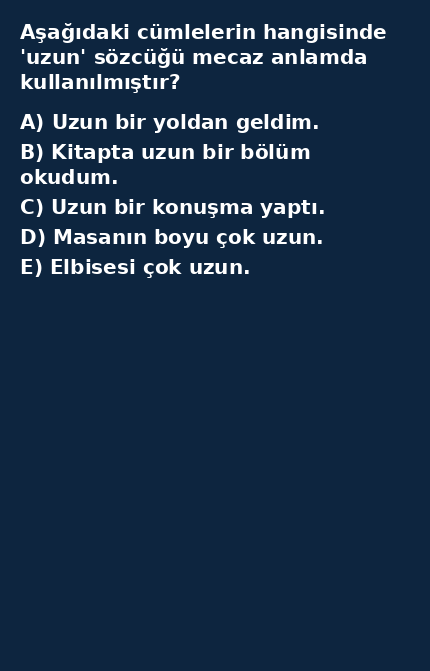 Aşağıdaki cümlelerin hangisinde
'uzun' sözcüğü mecaz anlamda
kullanılmıştır?
A) Uzun bir yoldan geldim.
B) Kitapta uzun bir bölüm
okudum.
C) Uzun bir konuşma yaptı.
D) Masanın boyu çok uzun.
E) Elbisesi çok uzun.